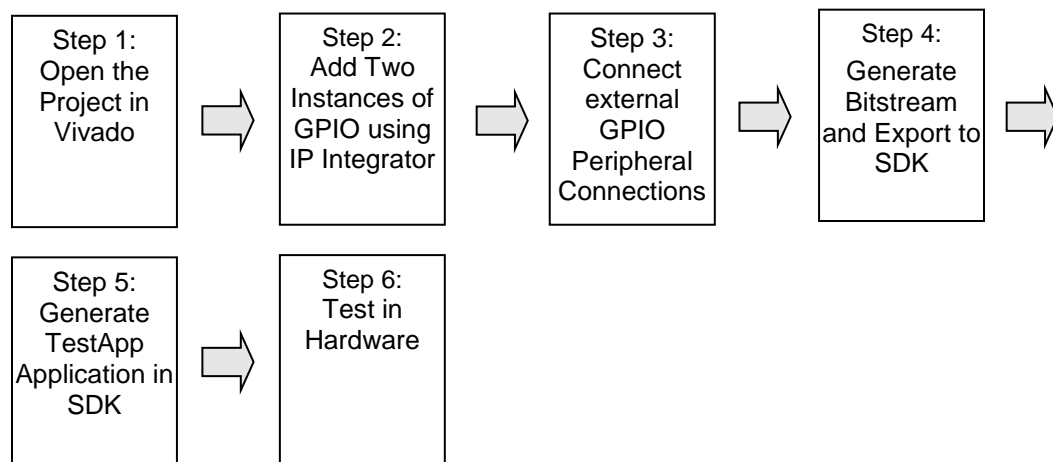 Step 1:
Open the
Project in
Vivado
Step 2:
Add Two
Instances of
GPIO using
IP Integrator
Step 3:
Connect
external
GPIO
Peripheral
Connections
Step 4:
Generate
Bitstream
and Export to
SDK
Step 5:
Generate
TestApp
Application in
SDK
Step 6:
Test in
Hardware